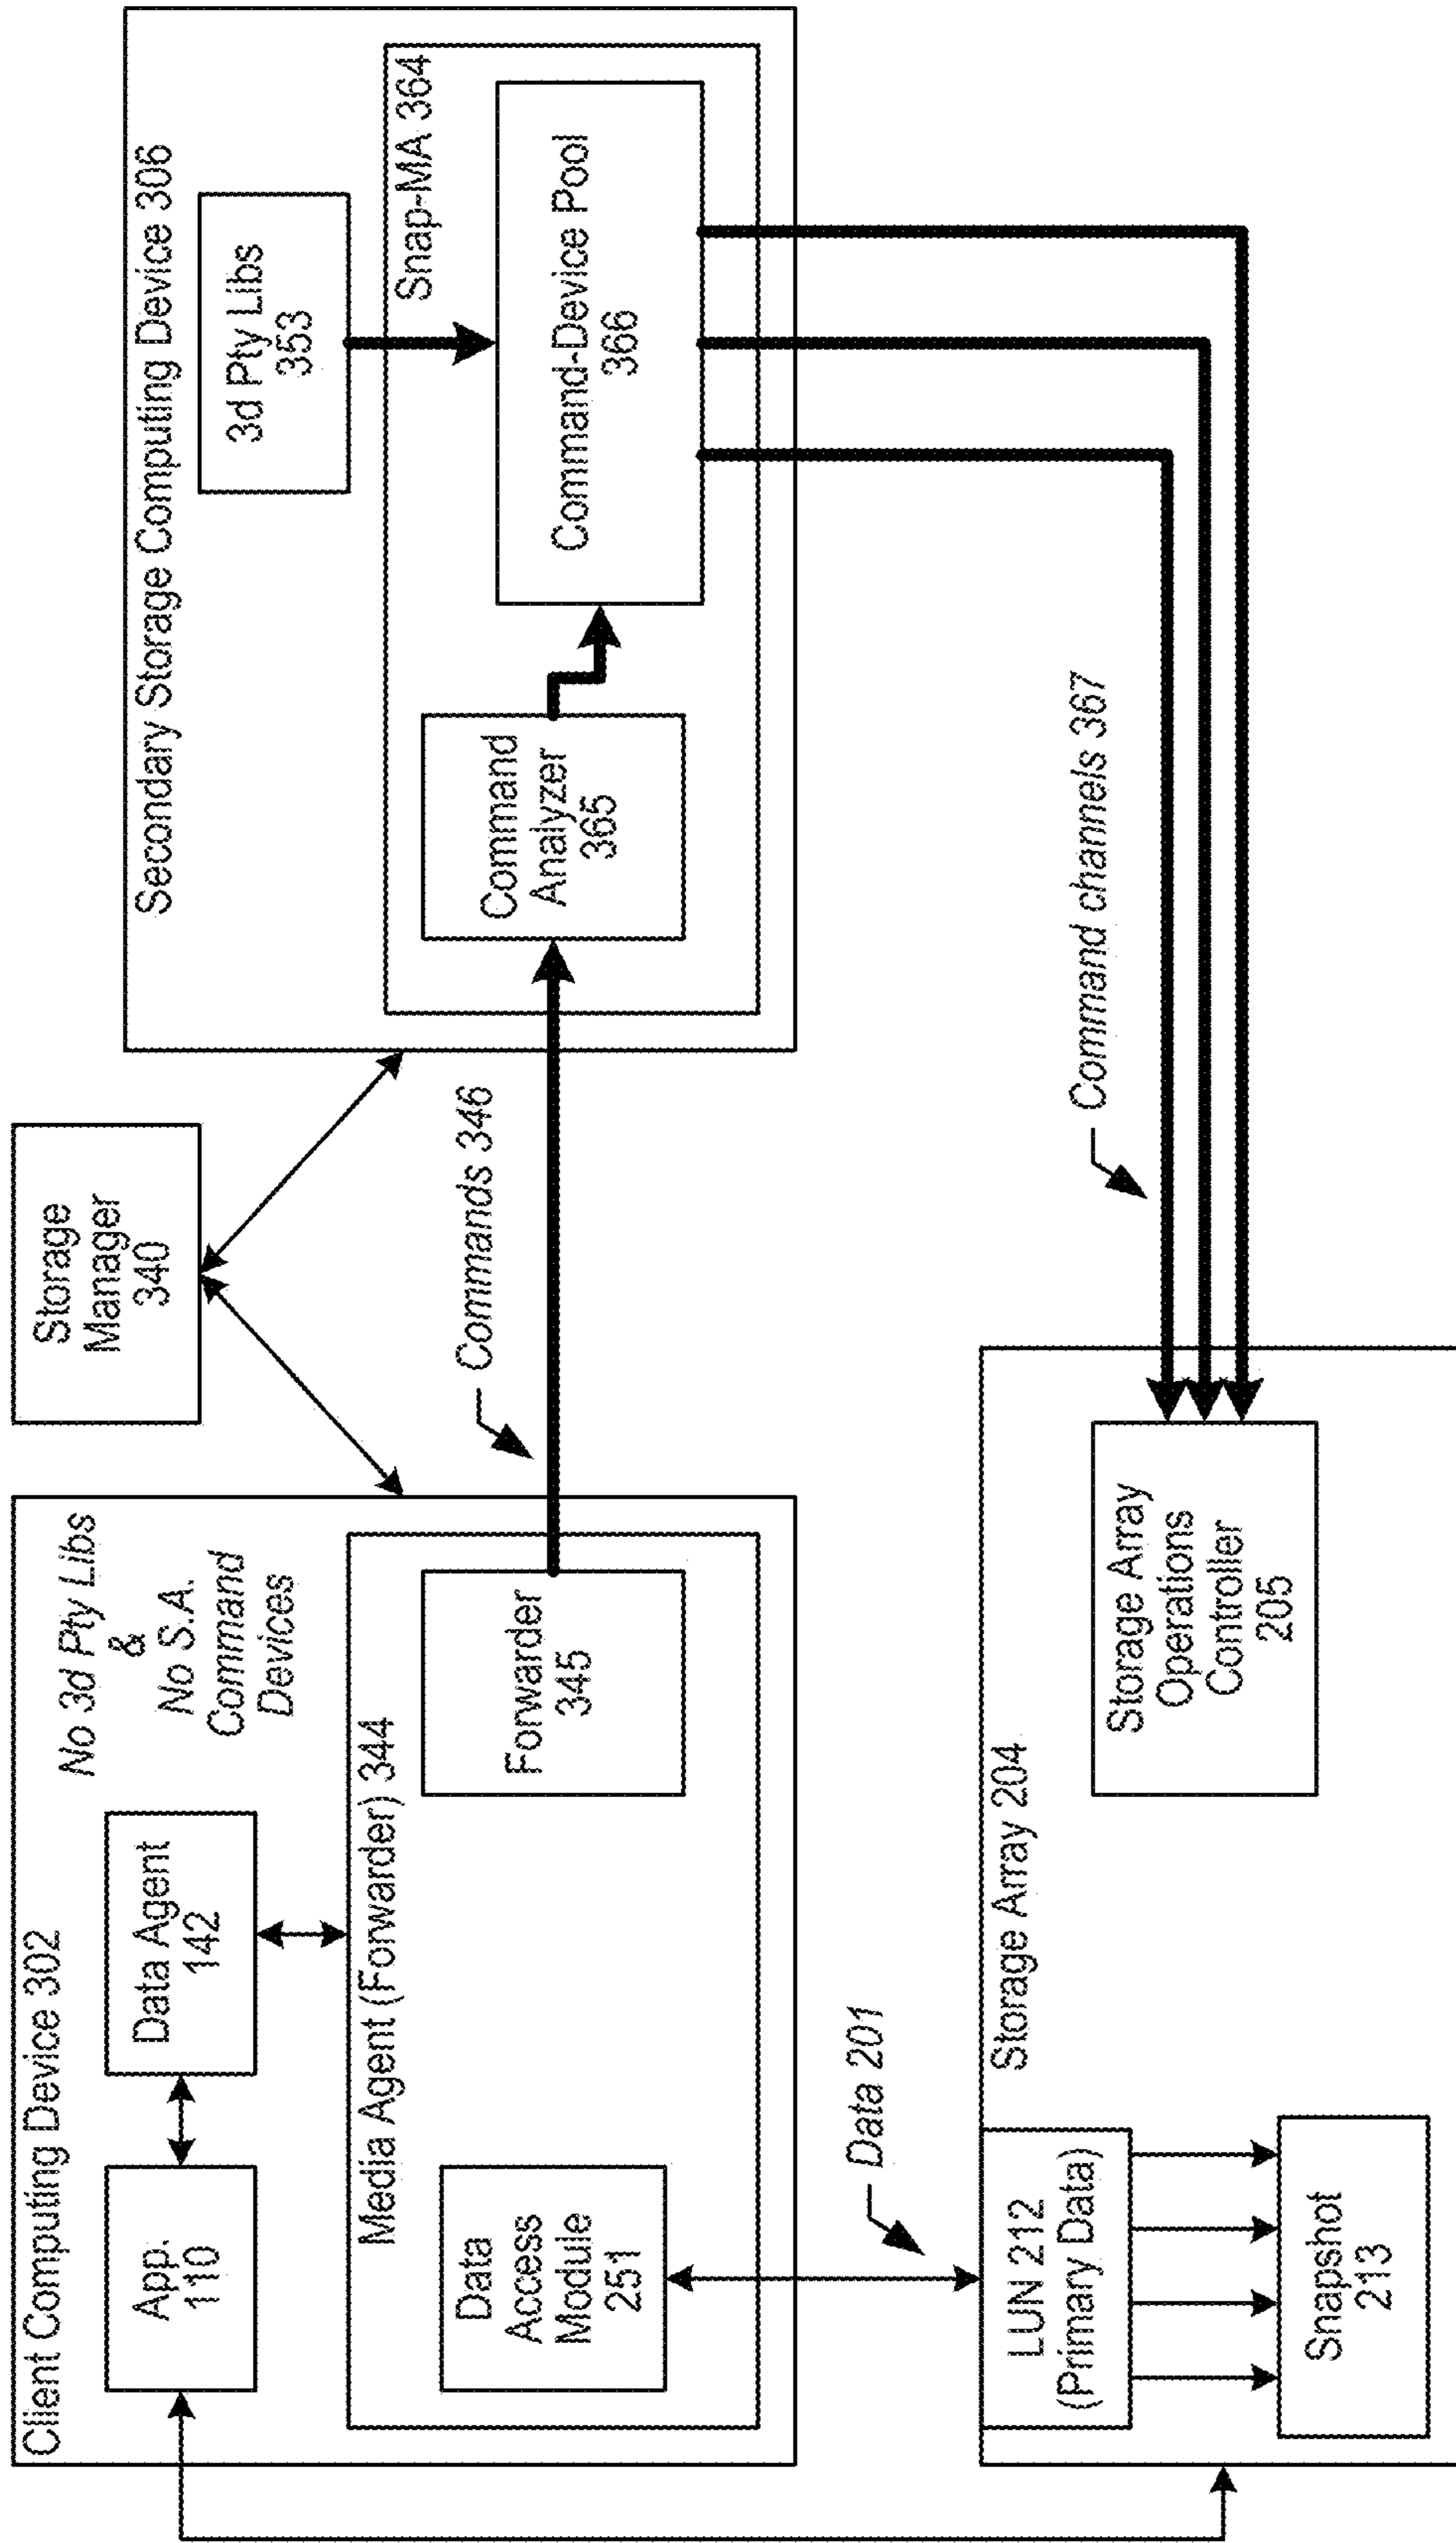 Client Computing Device 302
App.
110
Data Agent
142
No 3d Pty Libs
&
No S.A.
Command
Devices
Media Agent (Forwarder) 344
Data
Access
Module
251
Forwarder
345
Storage
Manager
340
Commands 346
Secondary Storage Computing Device 306
3d Pty Libs
353
Snap-MA 364
Command
Analyzer
365
Command-Device Pool
366
Data 201
Command channels 367
Storage Array 204
LUN 212
(Primary Data)
Snapshot
213
Storage Array
Operations
Controller
205